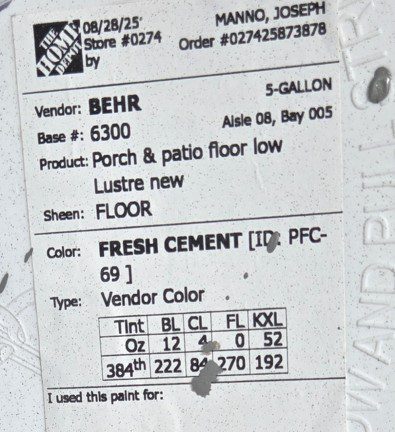 THE HOME DEPOT
08/28/25'
MANNO, JOSEPH
Store #0274
Order #027425873878
by
5-GALLON
Vendor: BEHR
Aisle 08, Bay 005
Base #: 6300
Product: Porch & patio floor low
Lustre new
Sheen: FLOOR
Color: FRESH CEMENT [ID: PFC-
69 ]
Type: Vendor Color
Tint BL CL FL KXL
Oz 12 4 0 52
384th 222 84 270 192
I used this paint for: